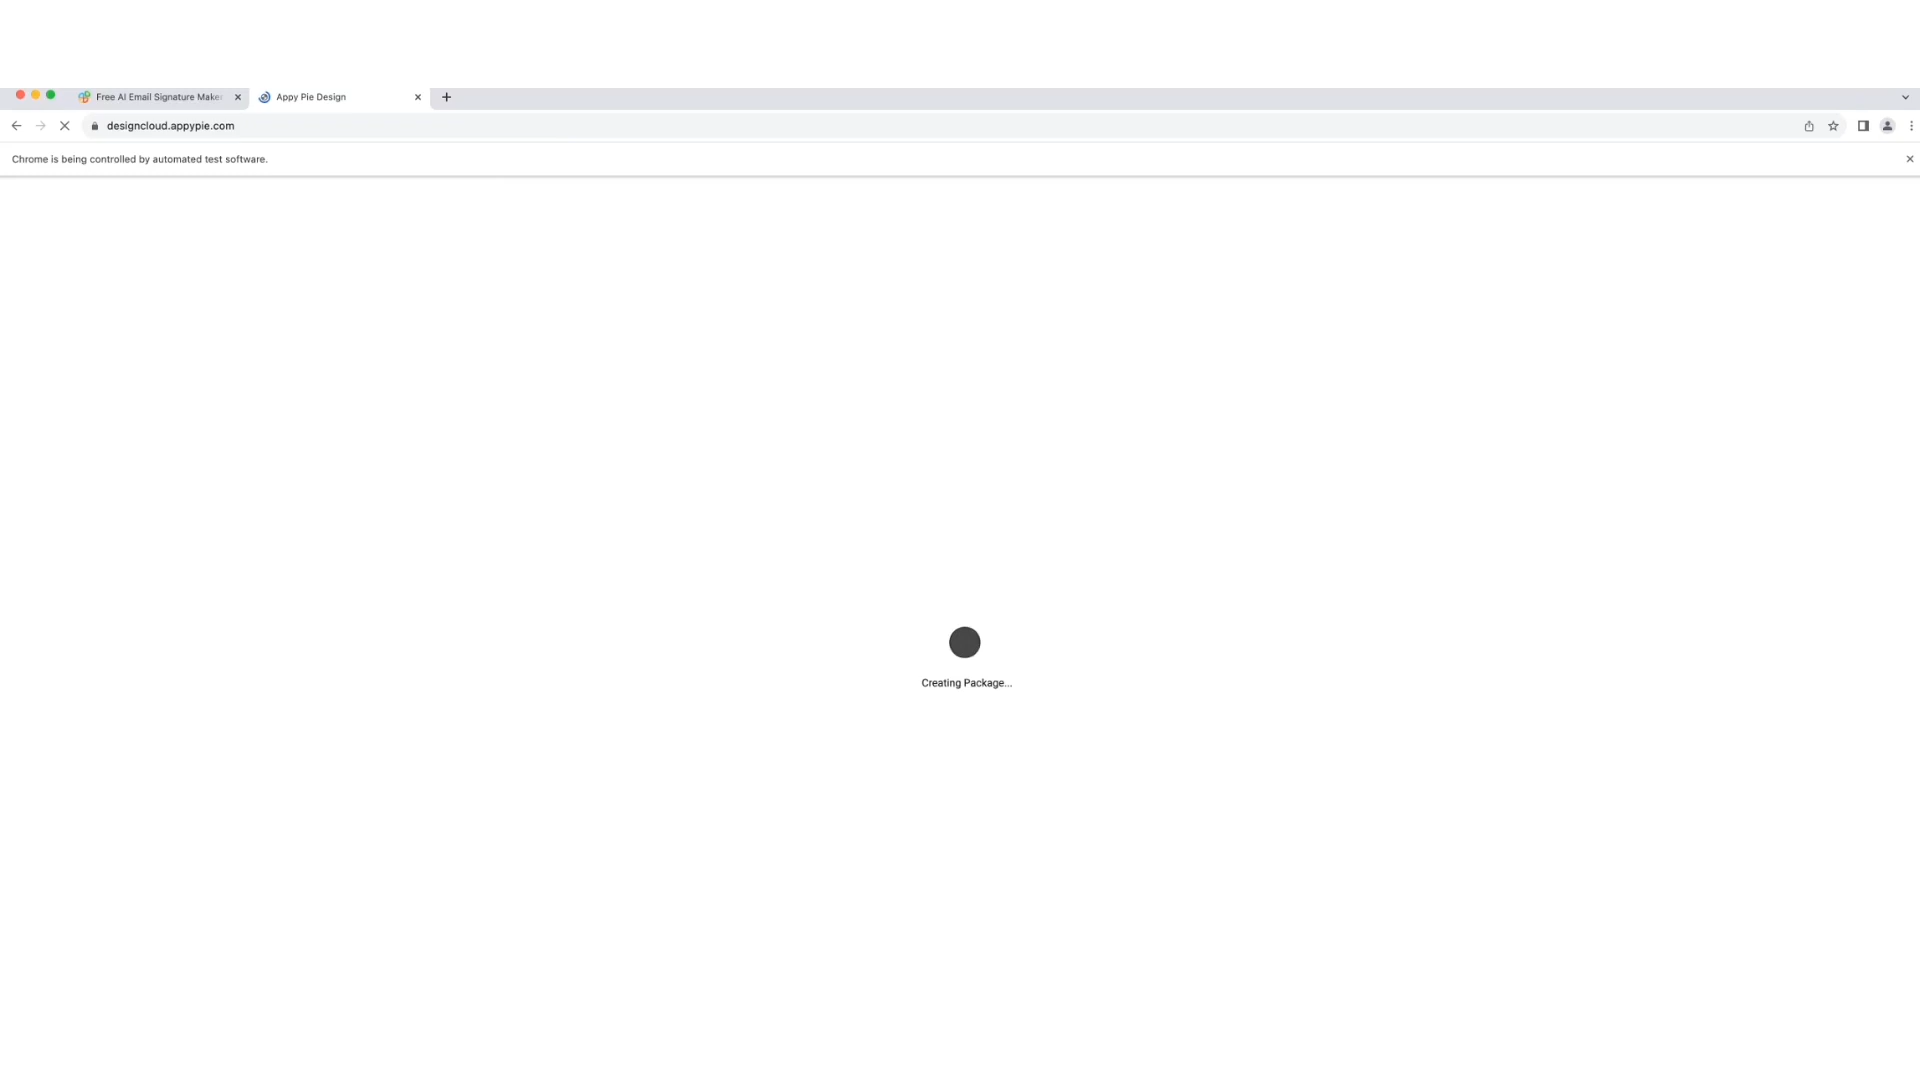 Free AI Email Signature Maker
Appy Pie Design
designcloud.appypie.com
Chrome is being controlled by automated test software.
Creating Package...